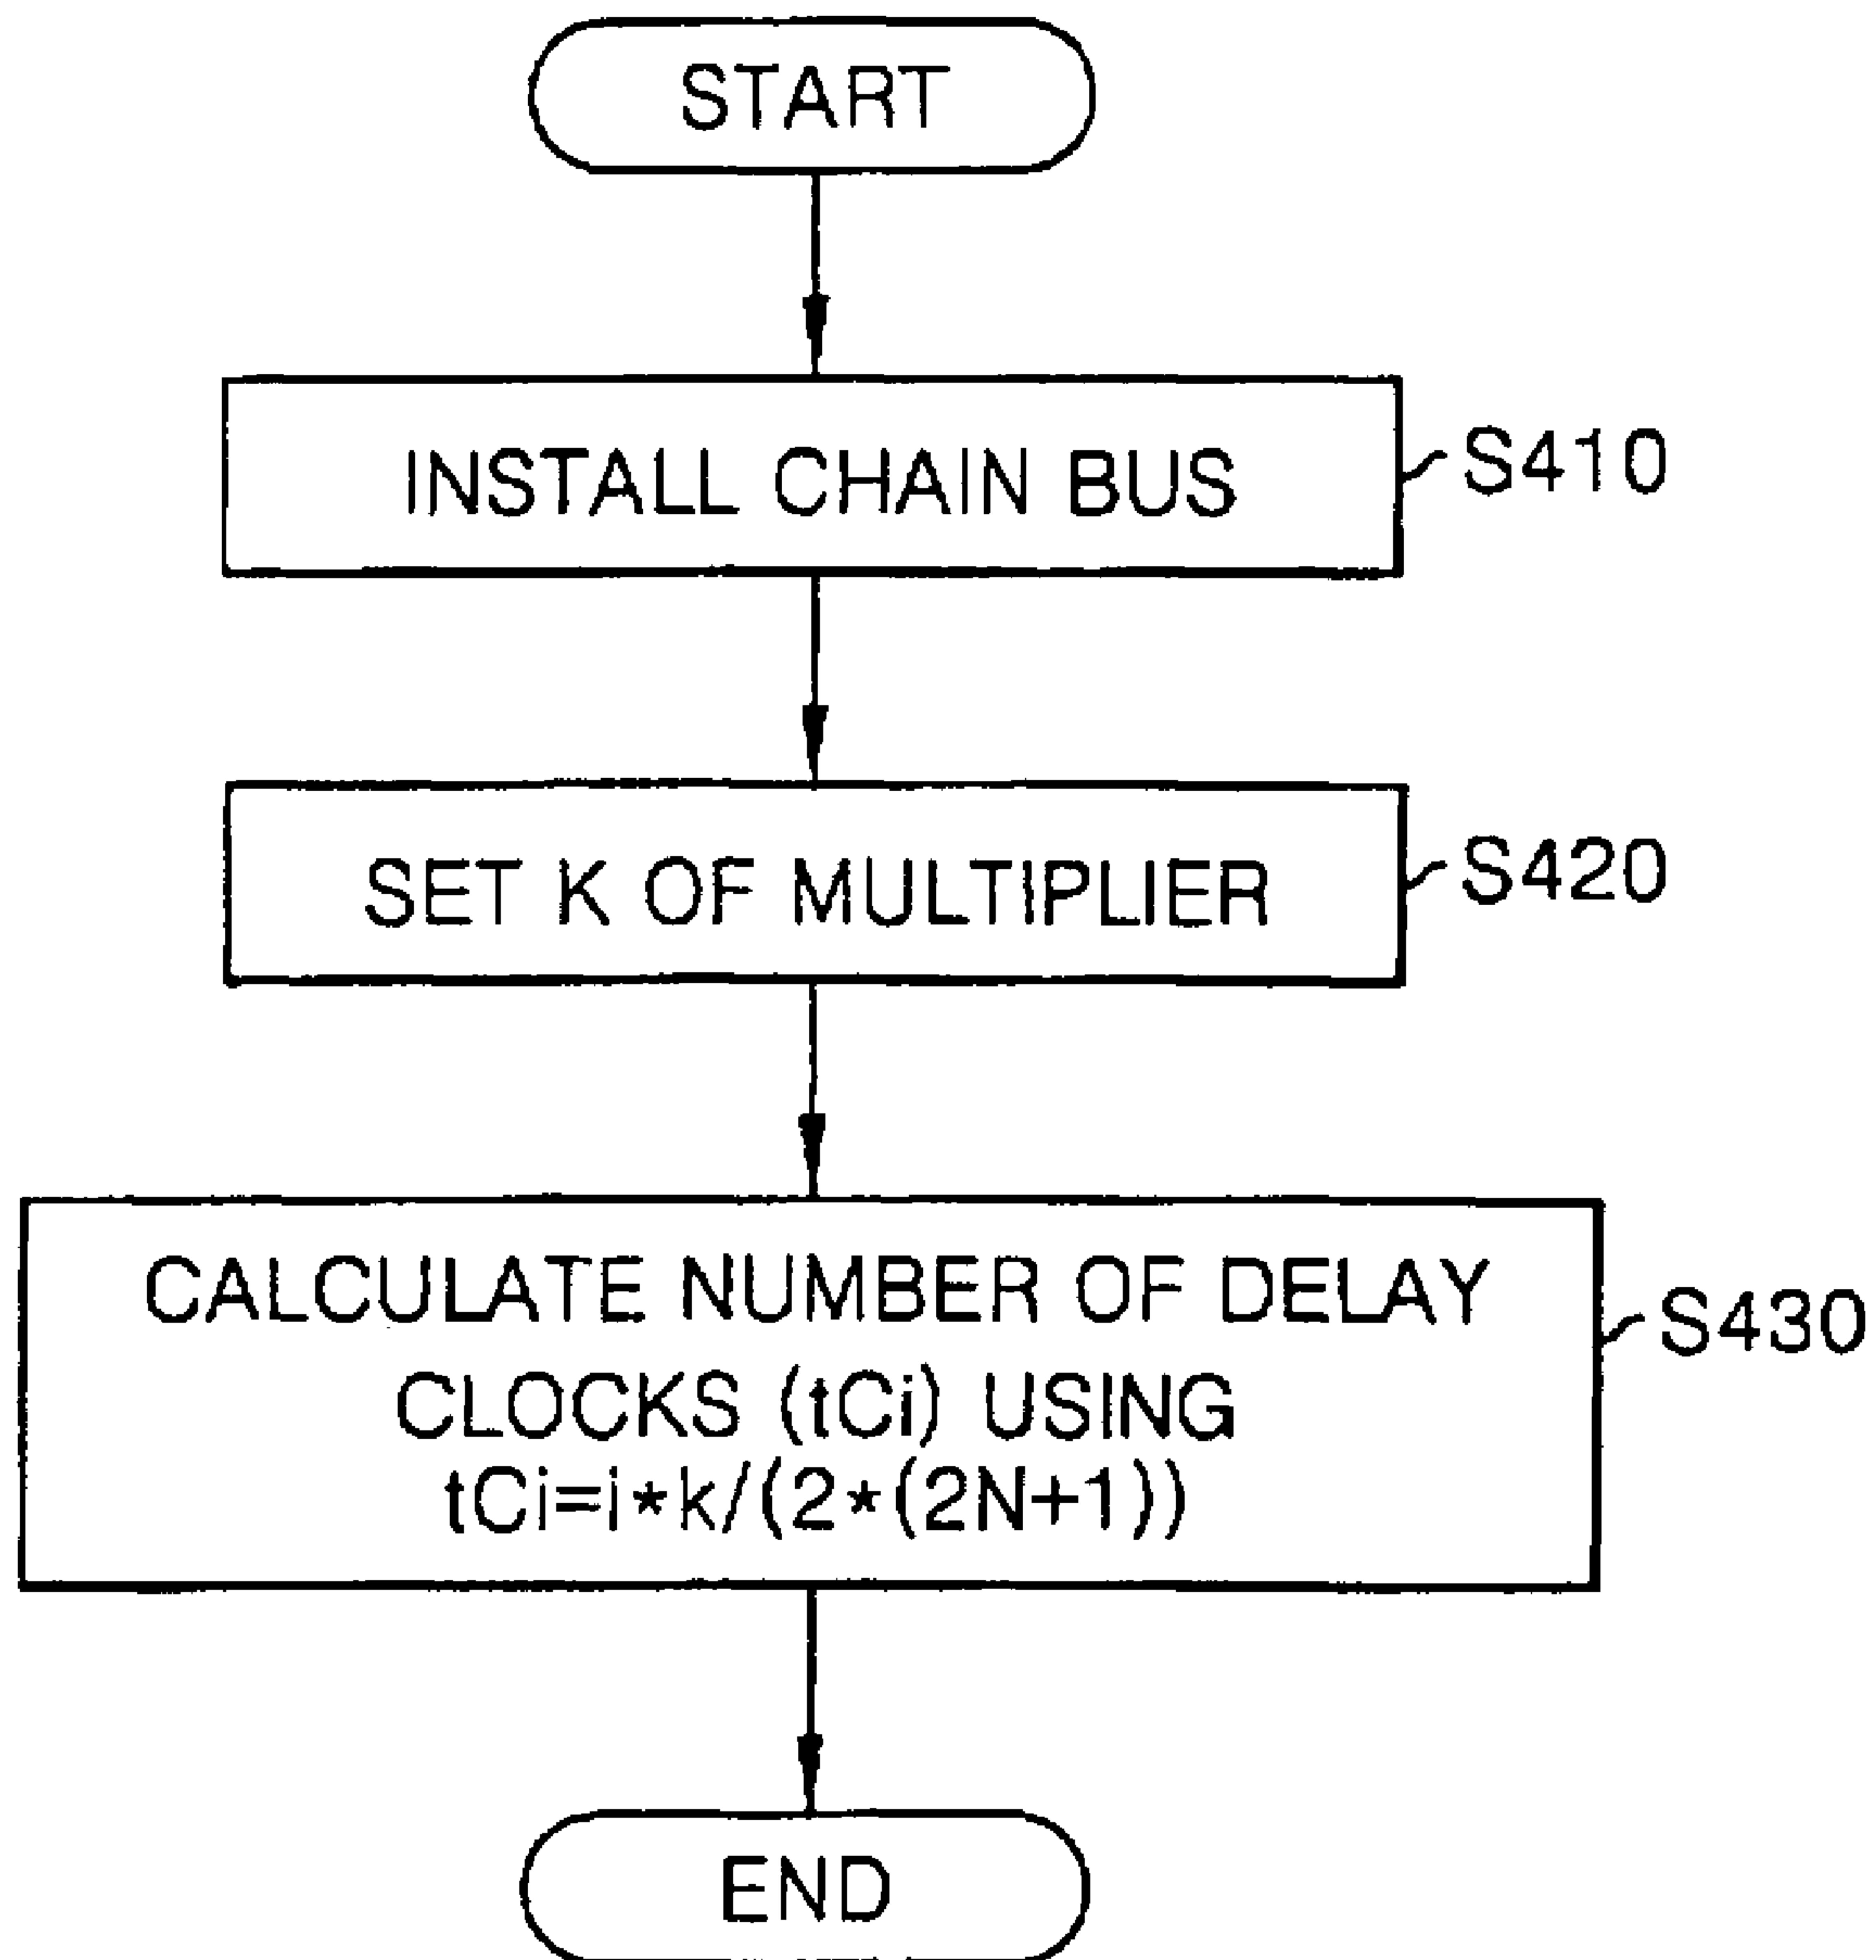 START
INSTALL CHAIN BUS
S410
SET K OF MULTIPLIER
S420
CALCULATE NUMBER OF DELAY
CLOCKS (tCi) USING
tCi=i*k/(2*(2N+1))
S430
END